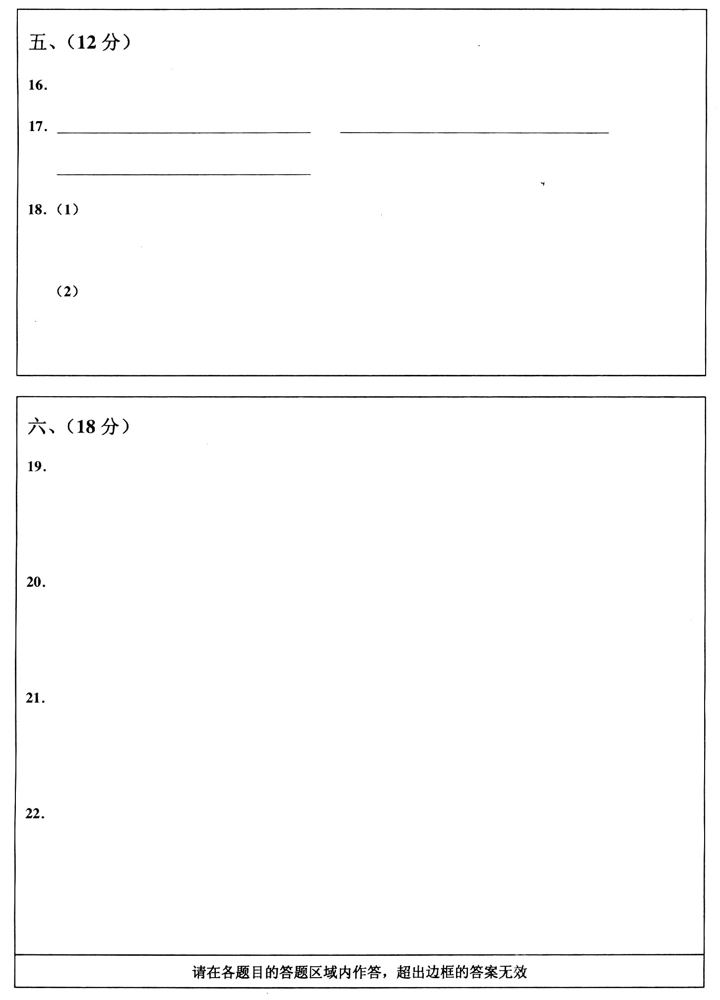 五、（12 分）
16.
17.
18.（1）
（2）
六、（18 分）
19.
20.
21.
22.
请在各题目的答题区域内作答，超出边框的答案无效